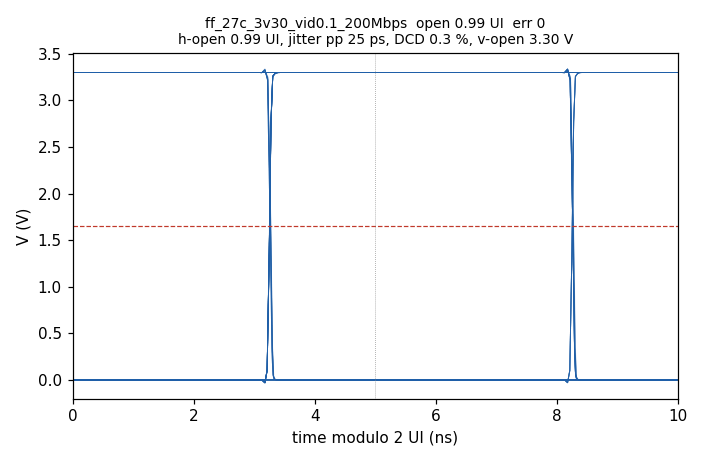 ff_27c_3v30_vid0.1_200Mbps  open 0.99 UI  err 0
h-open 0.99 UI, jitter pp 25 ps, DCD 0.3 %, v-open 3.30 V
3.5
3.0
2.5
2.0
1.5
1.0
0.5
0.0
V (V)
0 2 4 6 8 10
time modulo 2 UI (ns)